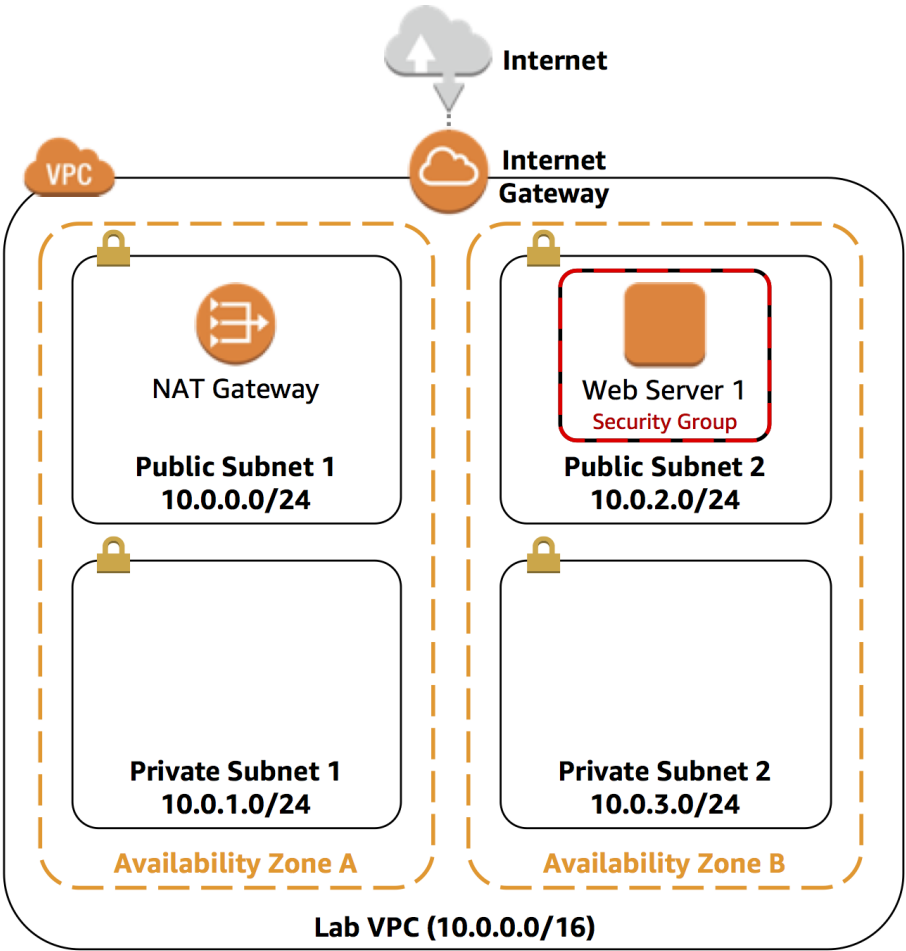 Internet
VPC
Internet
Gateway
NAT Gateway
Public Subnet 1
10.0.0.0/24
Web Server 1
Security Group
Public Subnet 2
10.0.2.0/24
Private Subnet 1
10.0.1.0/24
Private Subnet 2
10.0.3.0/24
Availability Zone A
Availability Zone B
Lab VPC (10.0.0.0/16)